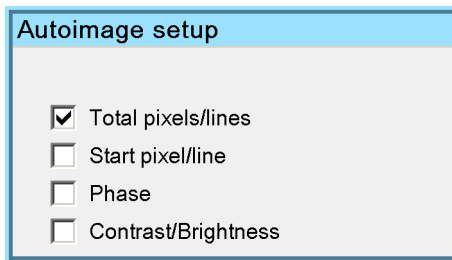 Autoimage setup
Total pixels/lines
Start pixel/line
Phase
Contrast/Brightness